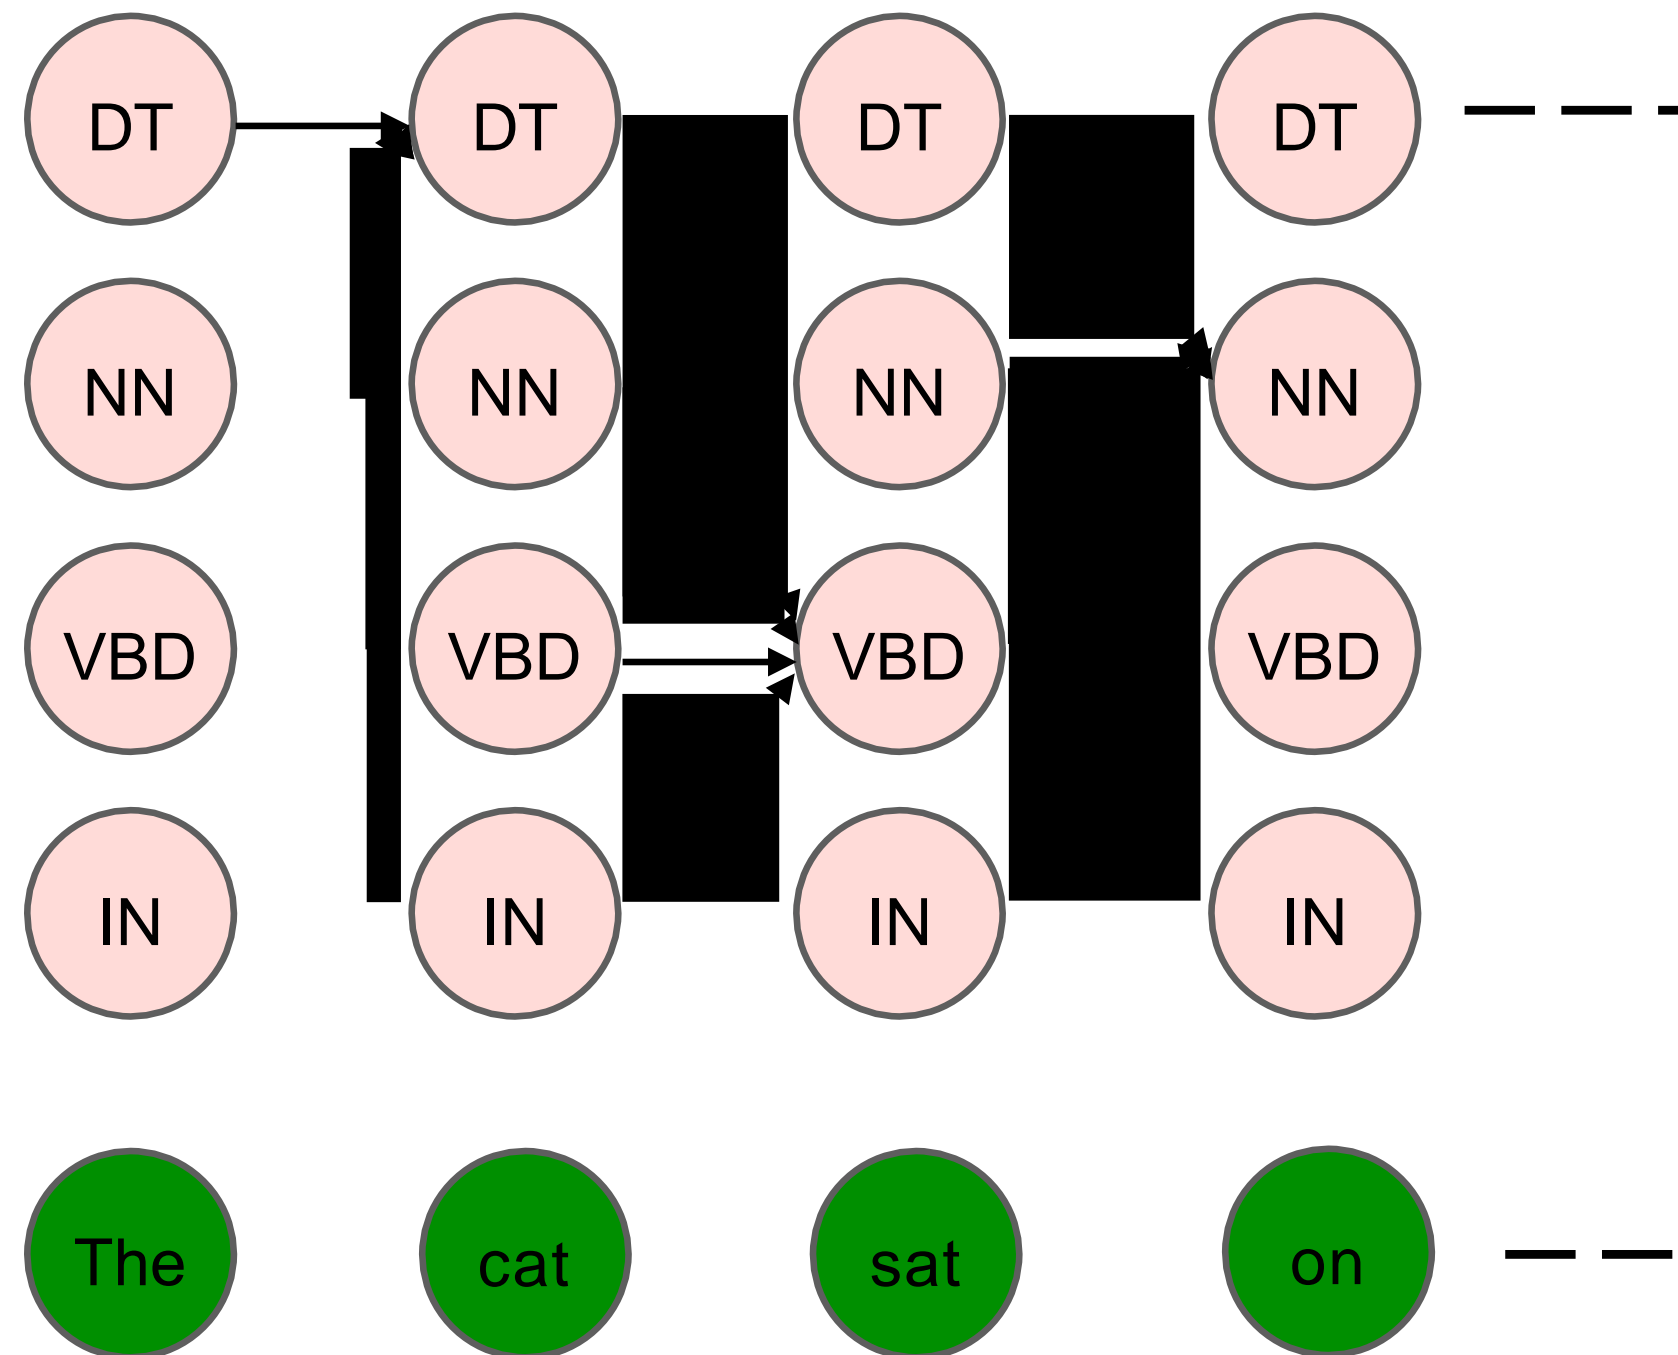 DT DT DT DT
NN NN NN NN
VBD VBD VBD VBD
IN IN IN IN
The cat sat on